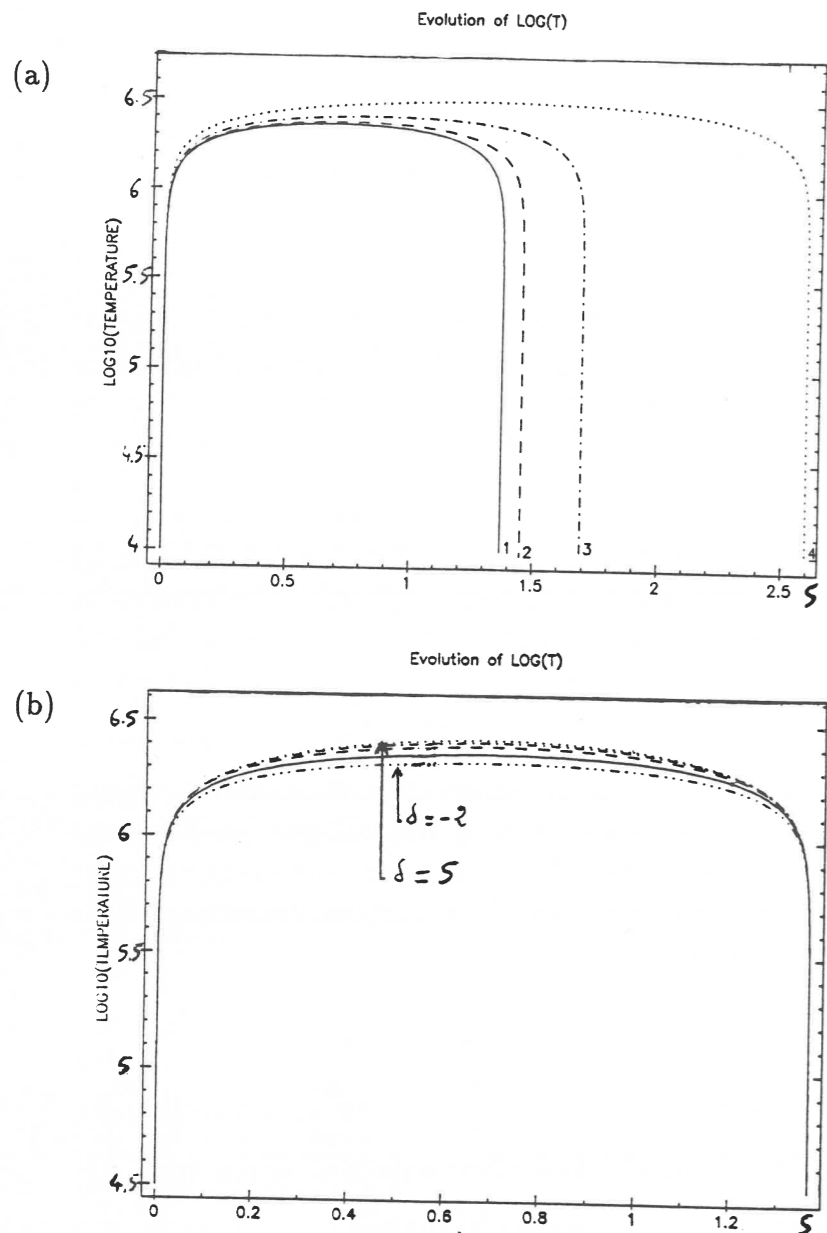 Evolution of LOG(T)
(a)
6.5
6
5.5
5
4.5
4
LOG10(TEMPERATURE)
1 2 3 4
0 0.5 1 1.5 2 2.5 S
Evolution of LOG(T)
(b)
6.5
6
5.5
5
4.5
LOG10(TEMPERATURE)
δ=-2
δ=5
0 0.2 0.4 0.6 0.8 1 1.2 S